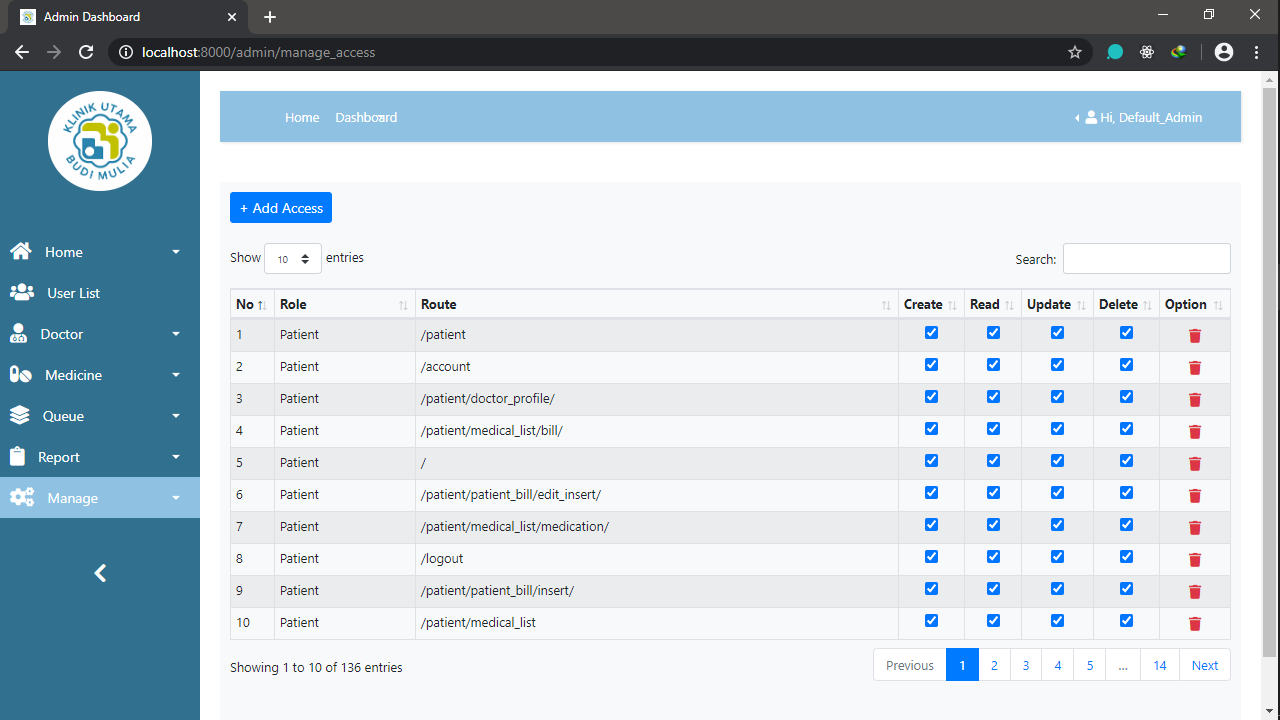 Admin Dashboard
localhost:8000/admin/manage_access
KLINIK UTAMA
BUDI MULIA
Home Dashboard Hi, Default_Admin
Home
User List
Doctor
Medicine
Queue
Report
Manage
+ Add Access
Show 10 entries Search:
No Role Route Create Read Update Delete Option
1 Patient /patient
2 Patient /account
3 Patient /patient/doctor_profile/
4 Patient /patient/medical_list/bill/
5 Patient /
6 Patient /patient/patient_bill/edit_insert/
7 Patient /patient/medical_list/medication/
8 Patient /logout
9 Patient /patient/patient_bill/insert/
10 Patient /patient/medical_list
Showing 1 to 10 of 136 entries Previous 1 2 3 4 5 ... 14 Next